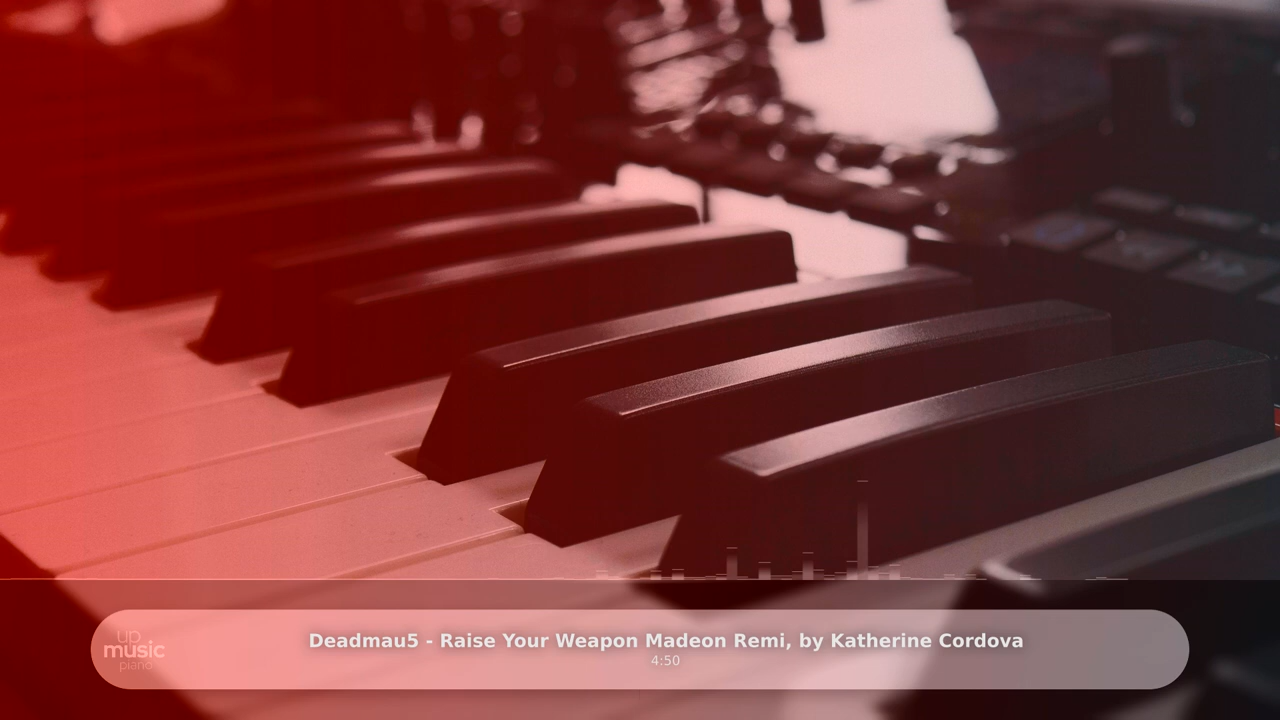 up
music
piano
Deadmau5 - Raise Your Weapon Madeon Remi, by Katherine Cordova
4:50